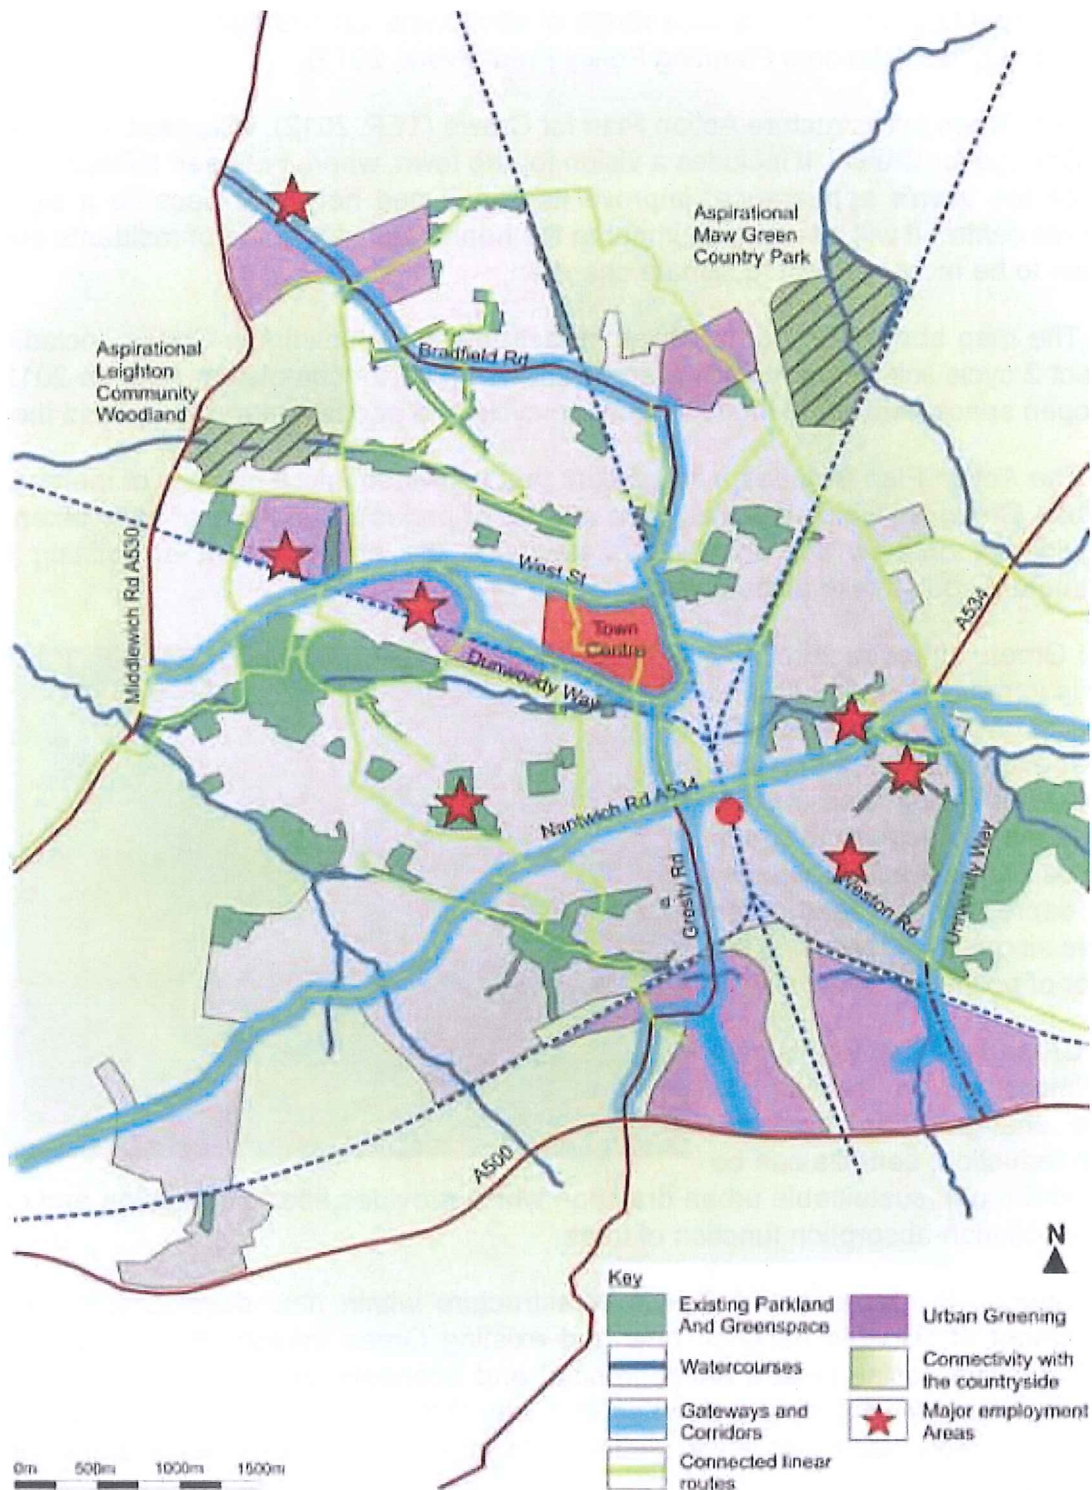 Aspirational
Maw Green
Country Park
Aspirational
Leighton
Community
Woodland
Bradfield Rd
Middlewich Rd A530
West St
Town
Centre
Dunwoody Way
A534
Nantwich Rd A534
Gresty Rd
Weston Rd
University Way
A500
N
Key
Existing Parkland
And Greenspace
Watercourses
Gateways and
Corridors
Connected linear
routes
Urban Greening
Connectivity with
the countryside
Major employment
Areas
0m 500m 1000m 1500m